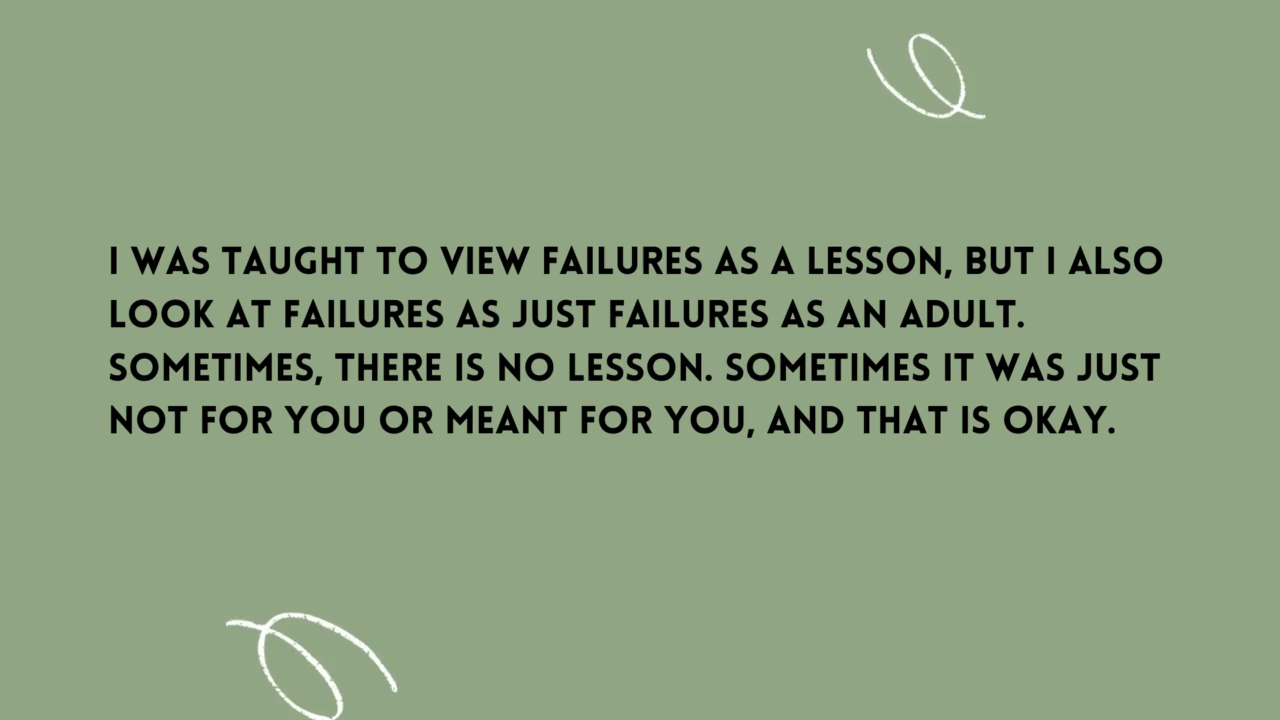 I WAS TAUGHT TO VIEW FAILURES AS A LESSON, BUT I ALSO
LOOK AT FAILURES AS JUST FAILURES AS AN ADULT.
SOMETIMES, THERE IS NO LESSON. SOMETIMES IT WAS JUST
NOT FOR YOU OR MEANT FOR YOU, AND THAT IS OKAY.